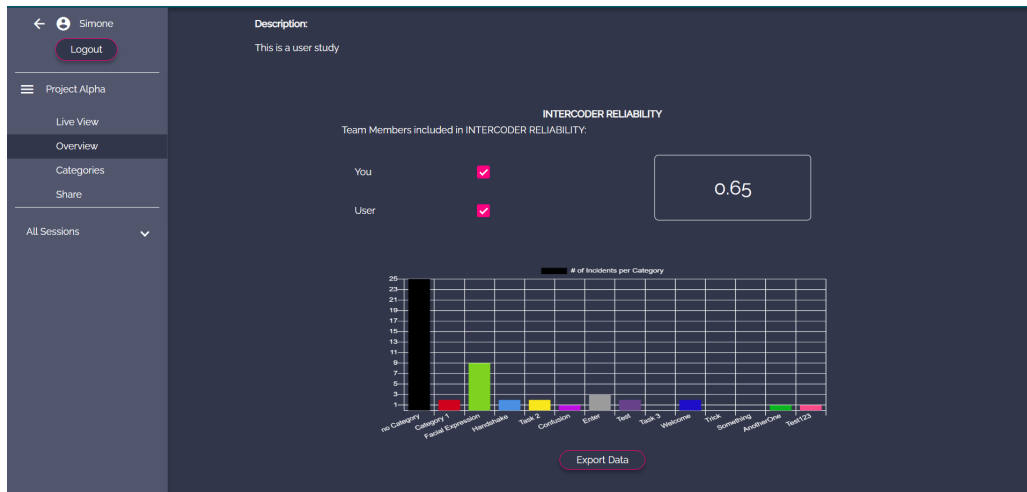 Simone
Logout
Project Alpha
Live View
Overview
Categories
Share
All Sessions
Description:
This is a user study
INTERCODER RELIABILITY
Team Members included in INTERCODER RELIABILITY:
You
User
0.65
# of Incidents per Category
25
23
21
19
17
15
13
11
9
7
5
3
1
no Category
Category 1
Facial Expression
Handshake
Task 2
Confusion
Enter
Test
Task 3
Welcome
Trick
Something
AnotherOne
Test123
Export Data